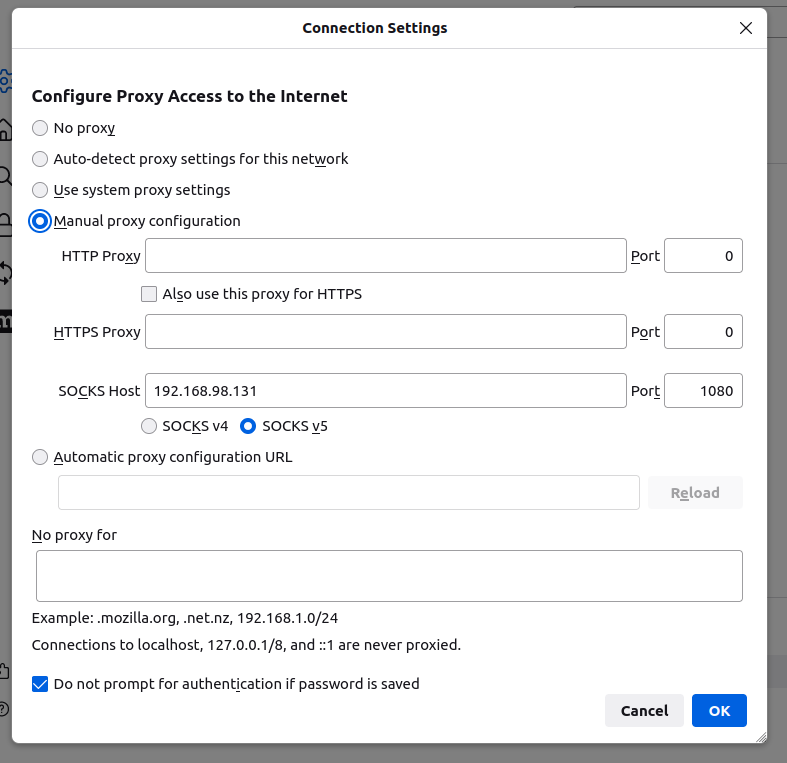 Connection Settings
Configure Proxy Access to the Internet
No proxy
Auto-detect proxy settings for this network
Use system proxy settings
Manual proxy configuration
HTTP Proxy Port 0
Also use this proxy for HTTPS
HTTPS Proxy Port 0
SOCKS Host 192.168.98.131 Port 1080
SOCKS v4 SOCKS v5
Automatic proxy configuration URL
Reload
No proxy for
Example: .mozilla.org, .net.nz, 192.168.1.0/24
Connections to localhost, 127.0.0.1/8, and ::1 are never proxied.
Do not prompt for authentication if password is saved
Cancel OK